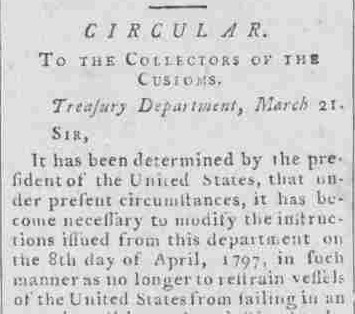 CIRCULAR.
TO THE COLLECTORS OF THE
CUSTOMS.
Treaſury Department, March 21.
SIR,
It has been determined by the pre-
ſident of the United States, that un-
der preſent circumſtances, it has be-
come neceſſary to modify the inſtruc-
tions iſſued from this department on
the 8th day of April, 1797, in ſuch
manner as no longer to reſtrain veſſels
of the United States from ſailing in an